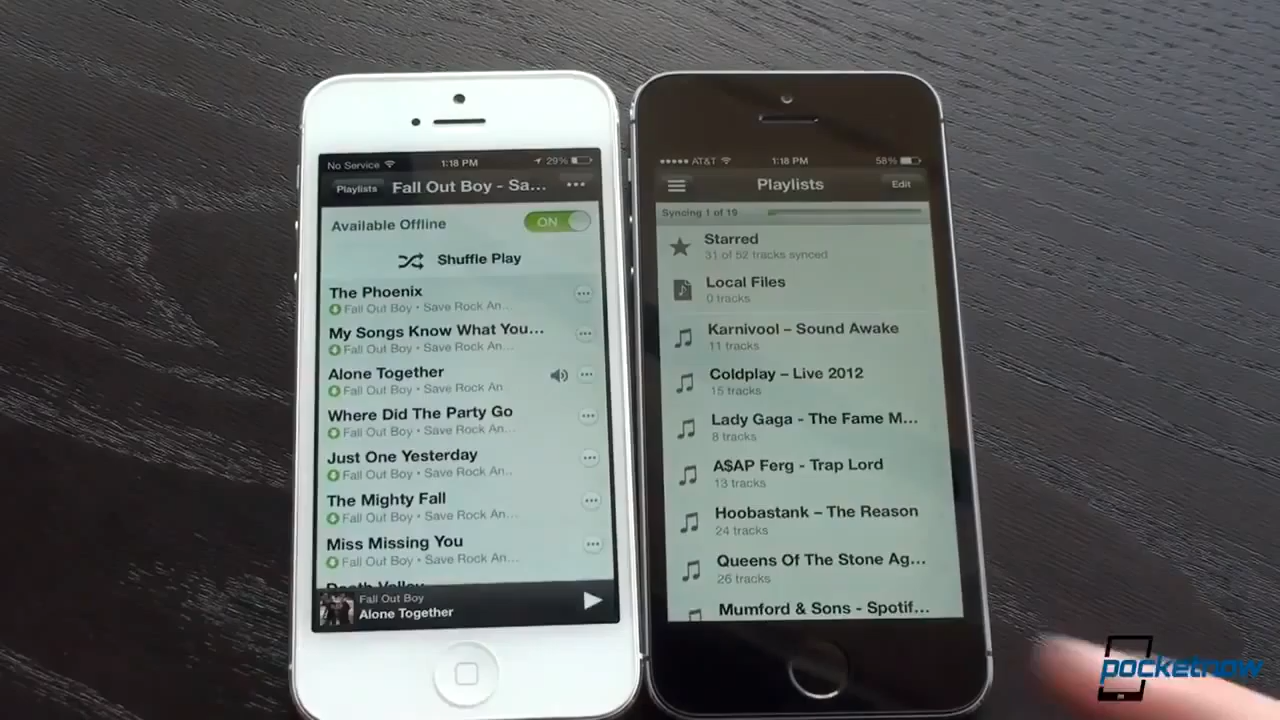 No Service
1:18 PM
29%
Playlists
Fall Out Boy - Sa...
Available Offline
ON
Shuffle Play
The Phoenix
Fall Out Boy • Save Rock An...
My Songs Know What You...
Fall Out Boy • Save Rock An...
Alone Together
Fall Out Boy • Save Rock An
Where Did The Party Go
Fall Out Boy • Save Rock An...
Just One Yesterday
Fall Out Boy • Save Rock An..
The Mighty Fall
Fall Out Boy • Save Rock An...
Miss Missing You
Fall Out Boy • Save Rock An...
Death Valley
Fall Out Boy
Alone Together
AT&T
1:18 PM
58%
Playlists
Edit
Syncing 1 of 19
Starred
31 of 52 tracks synced
Local Files
0 tracks
Karnivool – Sound Awake
11 tracks
Coldplay – Live 2012
15 tracks
Lady Gaga - The Fame M...
8 tracks
A$AP Ferg - Trap Lord
13 tracks
Hoobastank – The Reason
24 tracks
Queens Of The Stone Ag...
26 tracks
Mumford & Sons - Spotif...
pocketnow